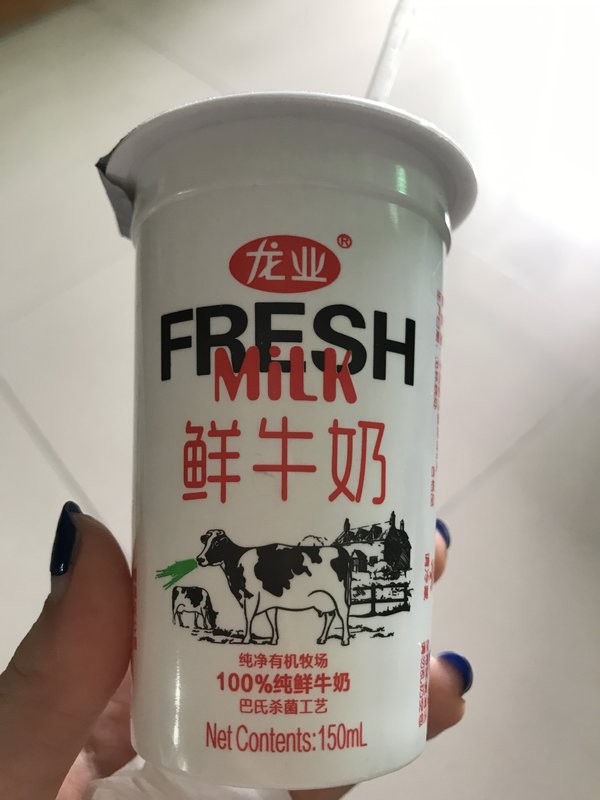 龙业®
FRESH
MiLK
鲜牛奶
纯净有机牧场
100%纯鲜牛奶
巴氏杀菌工艺
Net Contents:150mL